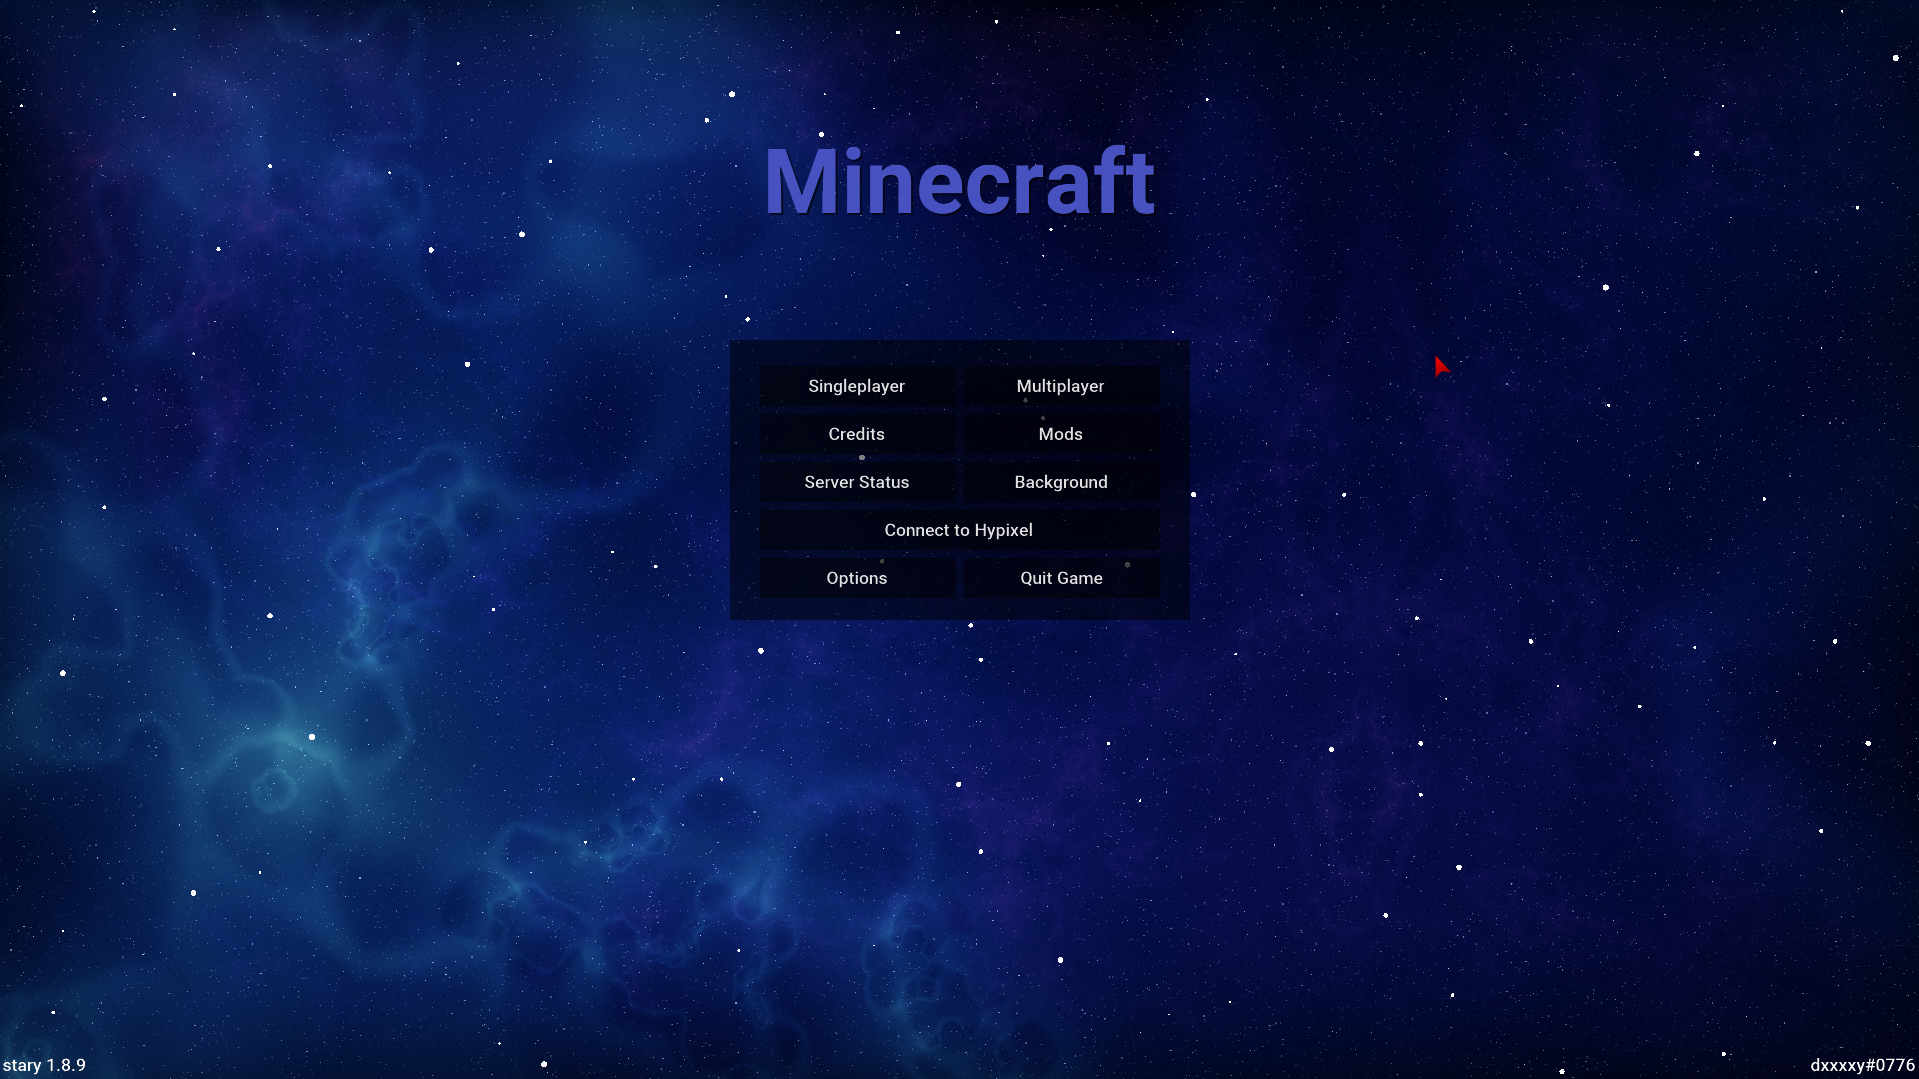 Minecraft
Singleplayer Multiplayer
Credits Mods
Server Status Background
Connect to Hypixel
Options Quit Game
stary 1.8.9 dxxxxy#0776